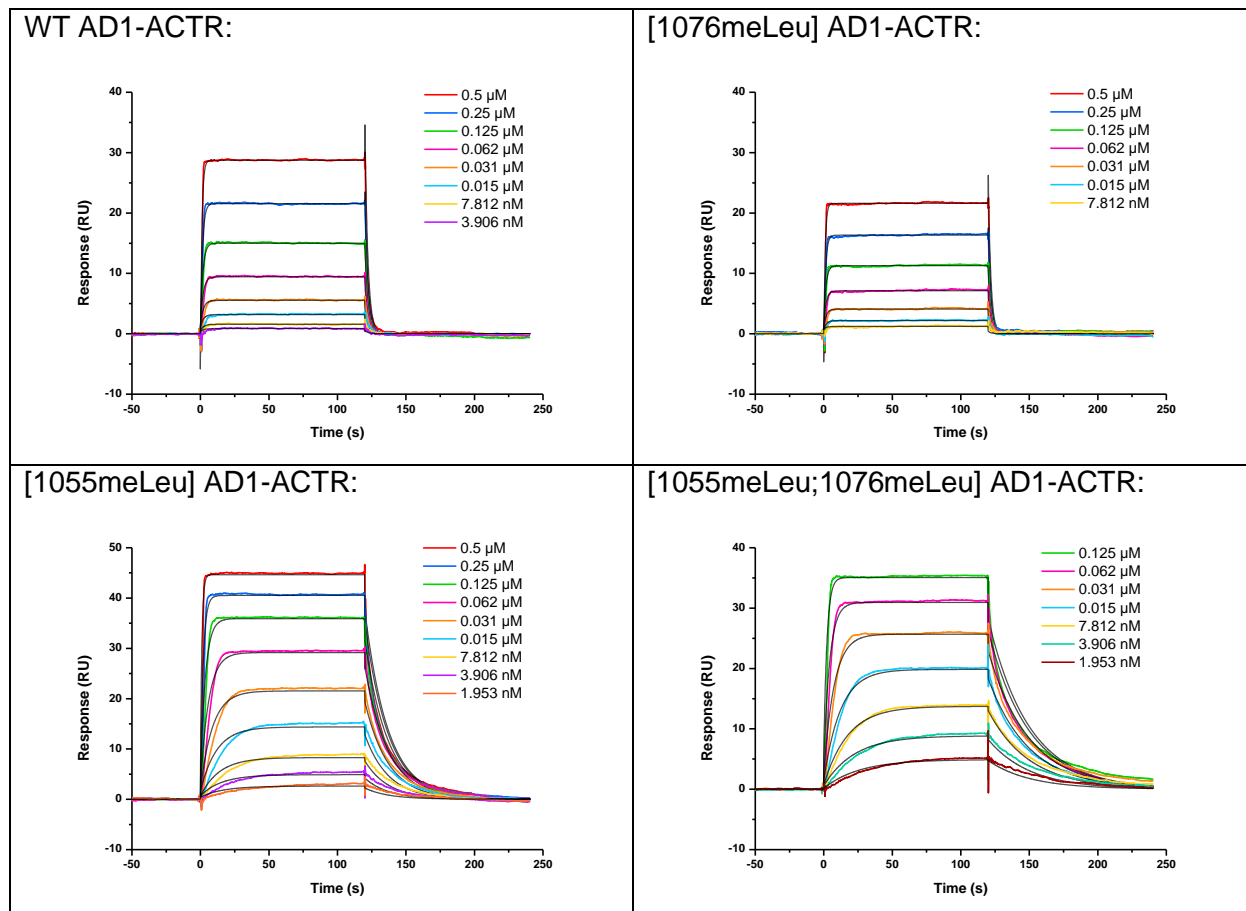 WT AD1-ACTR:
40
30
20
10
0
-10
-50
0
50
100
150
200
250
Response (RU)
Time (s)
0.5 µM
0.25 µM
0.125 µM
0.062 µM
0.031 µM
0.015 µM
7.812 nM
3.906 nM
[1076meLeu] AD1-ACTR:
40
30
20
10
0
-10
-50
0
50
100
150
200
250
Response (RU)
Time (s)
0.5 µM
0.25 µM
0.125 µM
0.062 µM
0.031 µM
0.015 µM
7.812 nM
[1055meLeu] AD1-ACTR:
50
40
30
20
10
0
-10
-50
0
50
100
150
200
250
Response (RU)
Time (s)
0.5 µM
0.25 µM
0.125 µM
0.062 µM
0.031 µM
0.015 µM
7.812 nM
3.906 nM
1.953 nM
[1055meLeu;1076meLeu] AD1-ACTR:
40
30
20
10
0
-10
-50
0
50
100
150
200
250
Response (RU)
Time (s)
0.125 µM
0.062 µM
0.031 µM
0.015 µM
7.812 nM
3.906 nM
1.953 nM